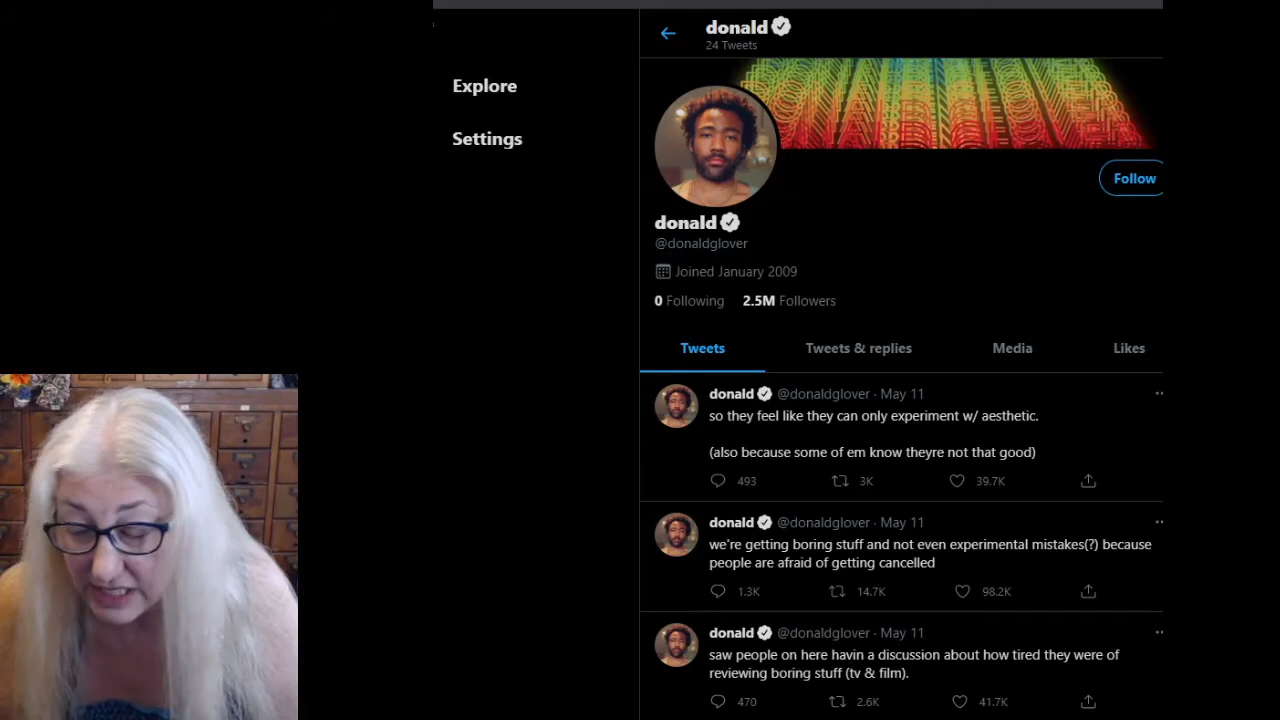 donald
24 Tweets
Explore
Settings
Follow
donald
@donaldglover
Joined January 2009
0 Following 2.5M Followers
Tweets Tweets & replies Media Likes
donald @donaldglover · May 11
so they feel like they can only experiment w/ aesthetic.
(also because some of em know theyre not that good)
493 3K 39.7K
donald @donaldglover · May 11
we're getting boring stuff and not even experimental mistakes(?) because
people are afraid of getting cancelled
1.3K 14.7K 98.2K
donald @donaldglover · May 11
saw people on here havin a discussion about how tired they were of
reviewing boring stuff (tv & film).
470 2.6K 41.7K